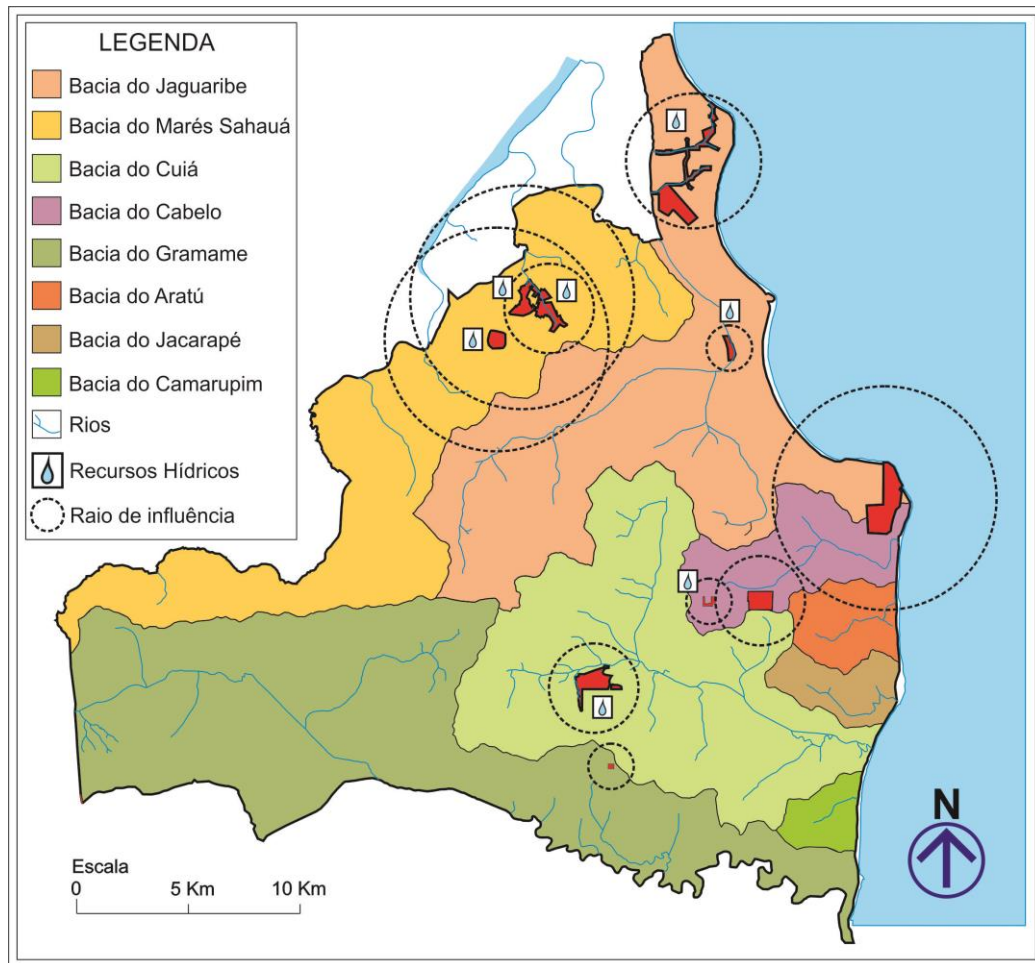 LEGENDA
Bacia do Jaguaribe
Bacia do Marés Sahauá
Bacia do Cuiá
Bacia do Cabelo
Bacia do Gramame
Bacia do Aratú
Bacia do Jacarapé
Bacia do Camarupim
Rios
Recursos Hídricos
Raio de influência
N
Escala
0 5 Km 10 Km